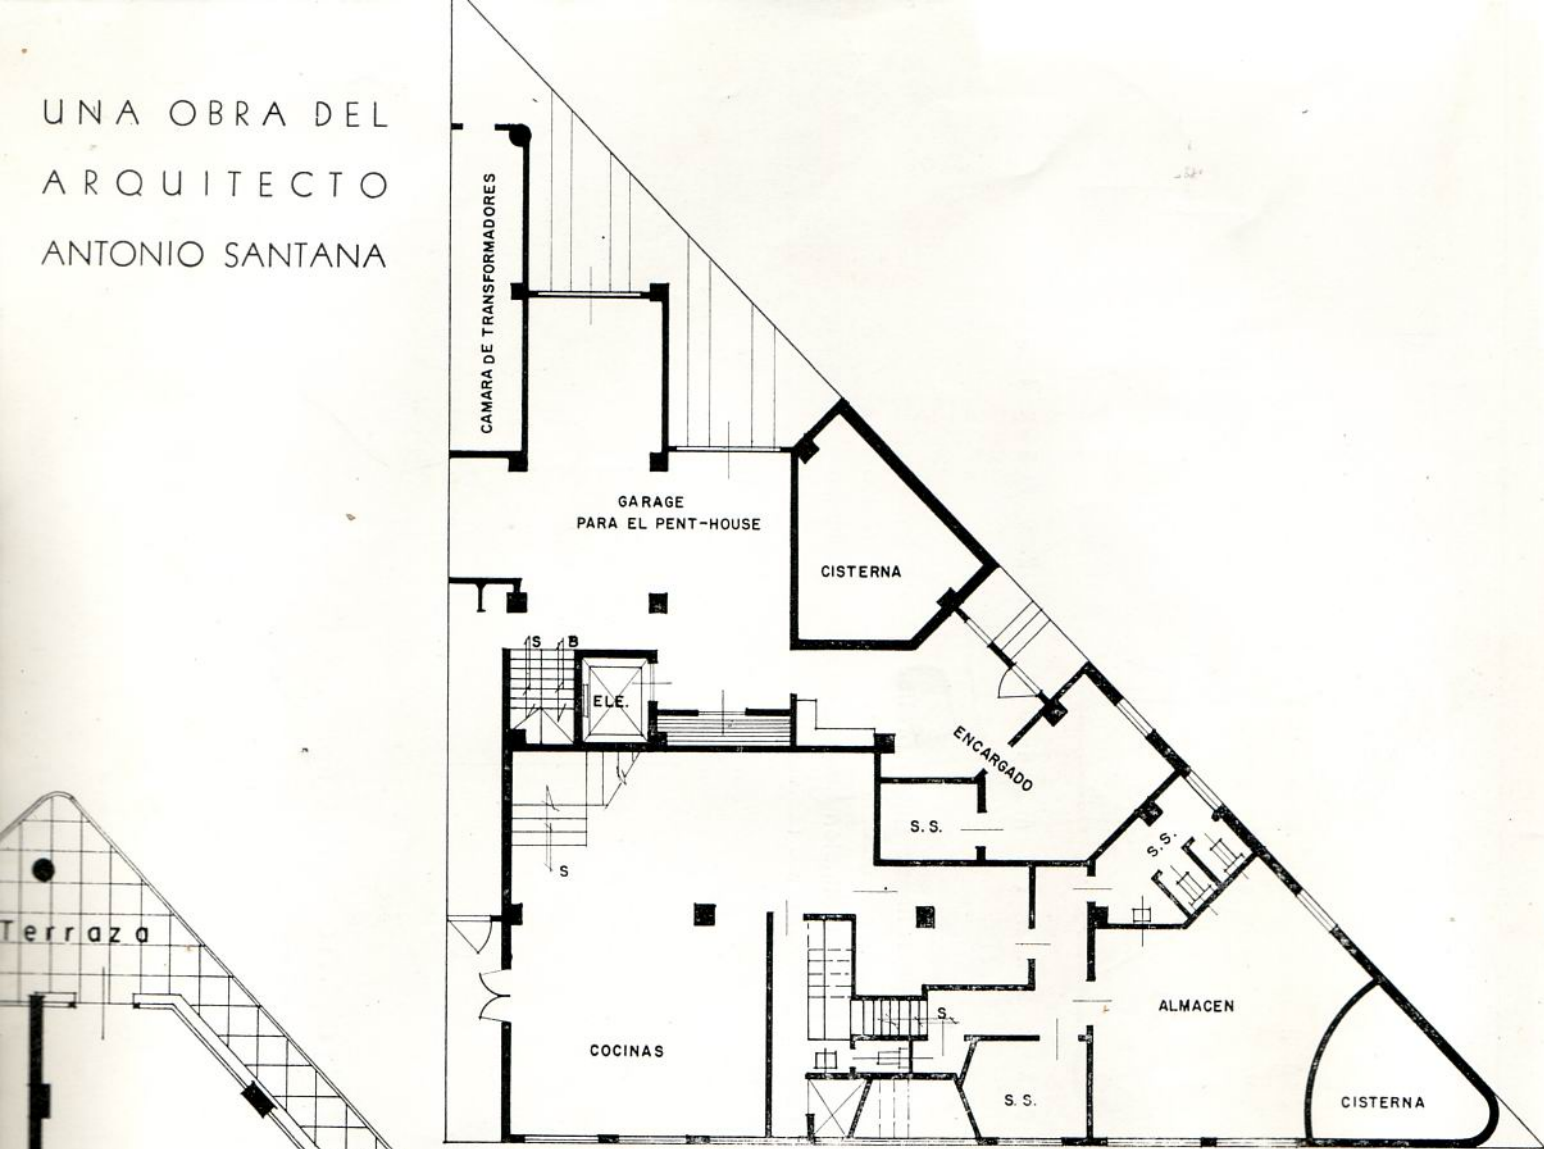 UNA OBRA DEL
ARQUITECTO
ANTONIO SANTANA
CAMARA DE TRANSFORMADORES
GARAGE
PARA EL PENT-HOUSE
CISTERNA
S B
ELE.
ENCARGADO
S.S.
S.S.
S
Terraza
S.
ALMACEN
COCINAS
S.S.
CISTERNA